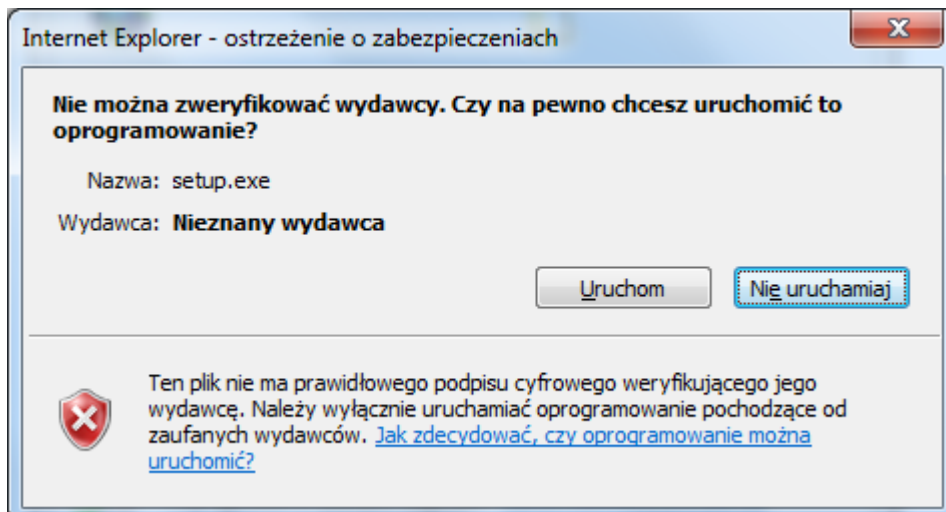 Internet Explorer - ostrzeżenie o zabezpieczeniach
Nie można zweryfikować wydawcy. Czy na pewno chcesz uruchomić to
oprogramowanie?
Nazwa: setup.exe
Wydawca: Nieznany wydawca
Uruchom Nie uruchamiaj
Ten plik nie ma prawidłowego podpisu cyfrowego weryfikującego jego
wydawcę. Należy wyłącznie uruchamiać oprogramowanie pochodzące od
zaufanych wydawców. Jak zdecydować, czy oprogramowanie można
uruchomić?